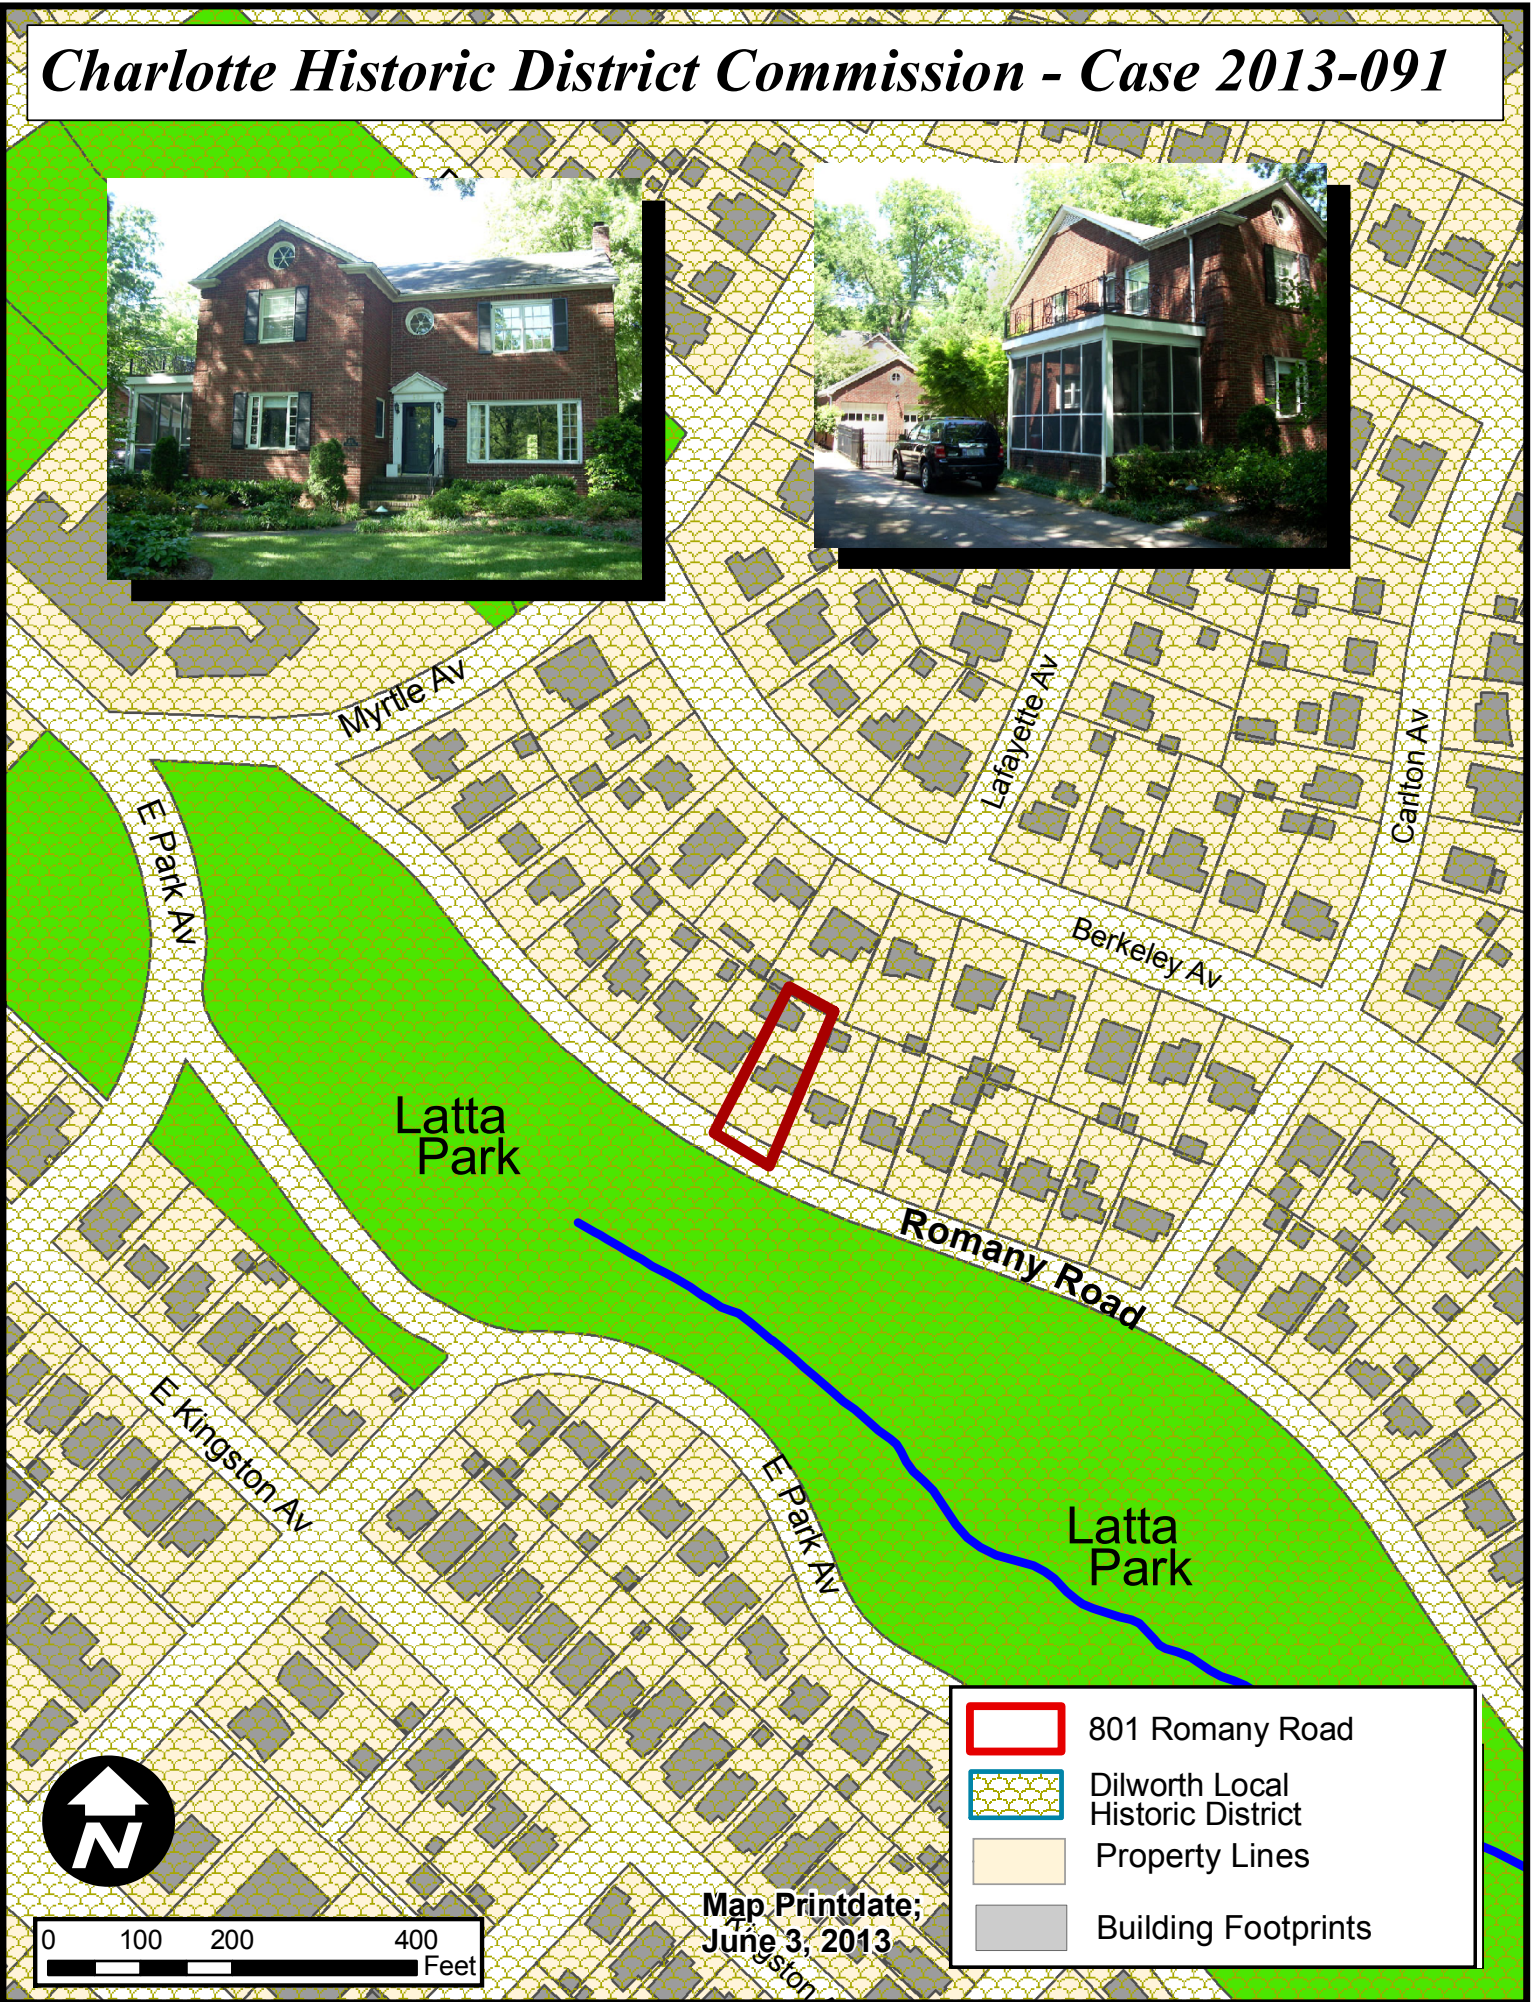 Charlotte Historic District Commission - Case 2013-091
Myrtle Av
Lafayette Av
Carlton Av
E Park Av
Berkeley Av
Latta
Park
Romany Road
E Kingston Av
E Park Av
Latta
Park
801 Romany Road
Dilworth Local
Historic District
Property Lines
Building Footprints
N
Map Printdate;
June 3, 2013
0 100 200 400
Feet